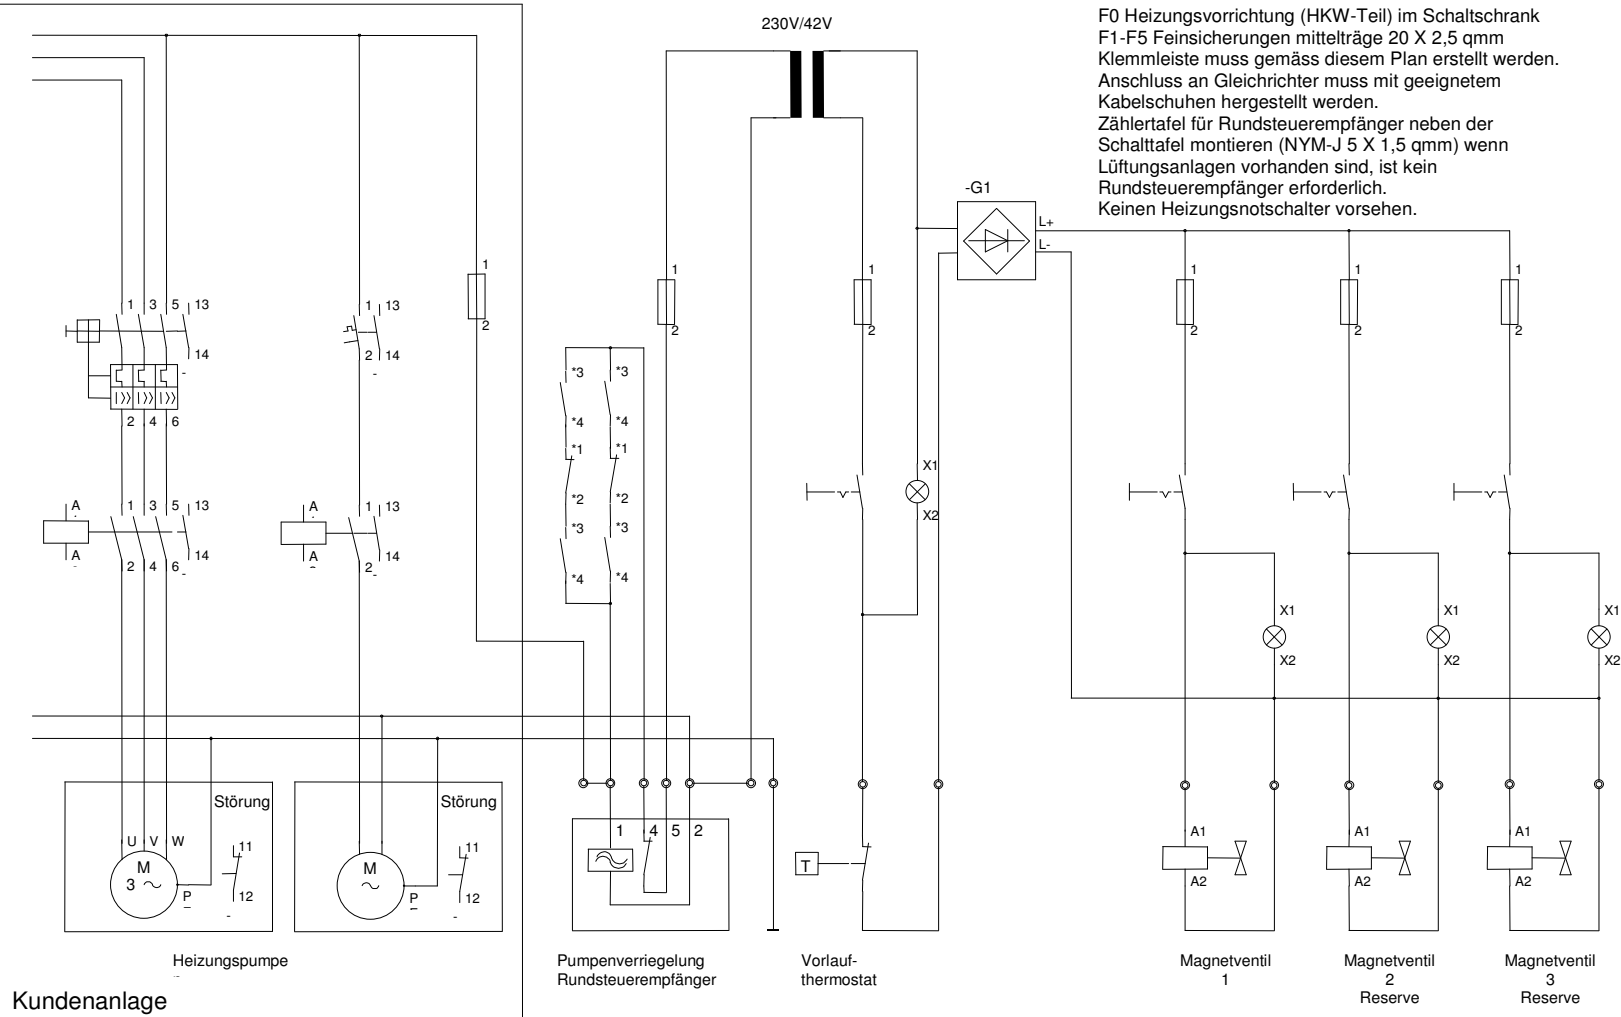 230V/42V
F0 Heizungsvorrichtung (HKW-Teil) im Schaltschrank
F1-F5 Feinsicherungen mittelträge 20 X 2,5 qmm
Klemmleiste muss gemäss diesem Plan erstellt werden.
Anschluss an Gleichrichter muss mit geeignetem
Kabelschuhen hergestellt werden.
Zählertafel für Rundsteuerempfänger neben der
Schalttafel montieren (NYM-J 5 X 1,5 qmm) wenn
Lüftungsanlagen vorhanden sind, ist kein
Rundsteuerempfänger erforderlich.
Keinen Heizungsnotschalter vorsehen.
-G1
L+
L-
1 1 1 1 1 1
2 2 2 2 2 2
1 3 5 13
14
2 4 6
1 13
2 14
*3 *3
*4 *4
*1 *1
*2 *2
*3 *3
*4 *4
A 1 3 5 13
A 2 4 6 14
A 1 13
A 2 14
X1
X2
X1 X1 X1
X2 X2 X2
Störung
U V W
M
3
P
11
12
Störung
M
P
11
12
1 4 5 2
T
A1 A1 A1
A2 A2 A2
Heizungspumpe
Pumpenverriegelung
Rundsteuerempfänger
Vorlauf-
thermostat
Magnetventil
1
Magnetventil
2
Reserve
Magnetventil
3
Reserve
Kundenanlage